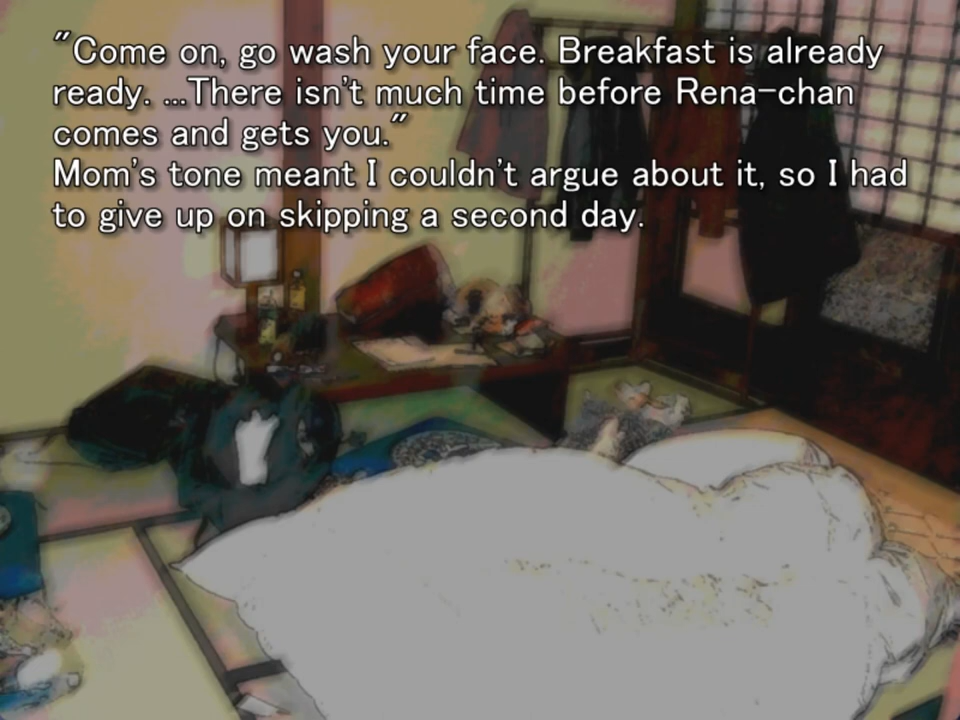 "Come on, go wash your face. Breakfast is already
ready. ...There isn't much time before Rena-chan
comes and gets you."
Mom's tone meant I couldn't argue about it, so I had
to give up on skipping a second day.